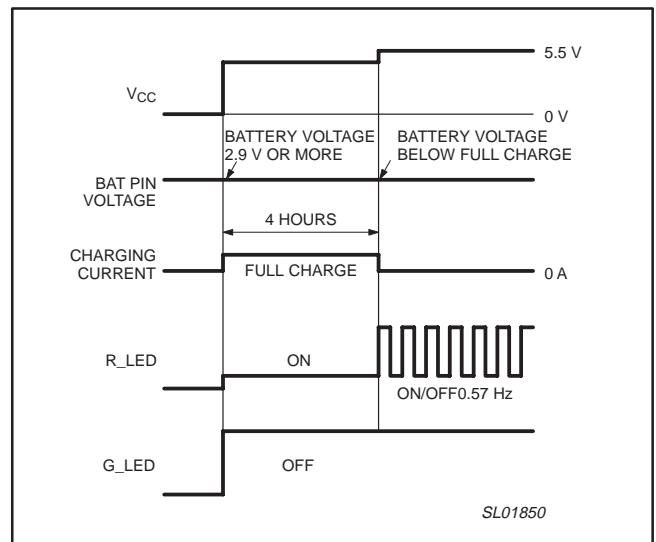 5.5 V
VCC
0 V
BATTERY VOLTAGE
2.9 V OR MORE
BATTERY VOLTAGE
BELOW FULL CHARGE
BAT PIN
VOLTAGE
4 HOURS
CHARGING
CURRENT
FULL CHARGE
0 A
R_LED
ON
ON/OFF0.57 Hz
G_LED
OFF
SL01850